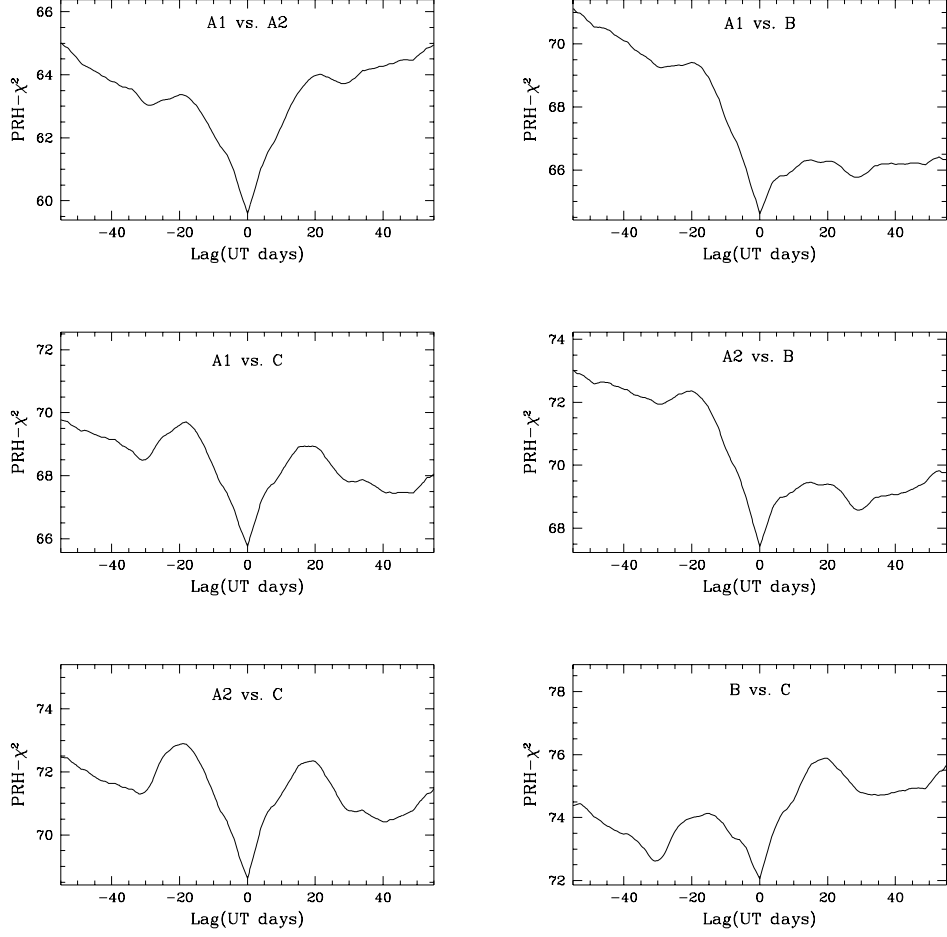 A1 vs. A2
PRH-χ²
66
64
62
60
-40 -20 0 20 40
Lag(UT days)
A1 vs. B
PRH-χ²
70
68
66
-40 -20 0 20 40
Lag(UT days)
A1 vs. C
PRH-χ²
72
70
68
66
-40 -20 0 20 40
Lag(UT days)
A2 vs. B
PRH-χ²
74
72
70
68
-40 -20 0 20 40
Lag(UT days)
A2 vs. C
PRH-χ²
74
72
70
-40 -20 0 20 40
Lag(UT days)
B vs. C
PRH-χ²
78
76
74
72
-40 -20 0 20 40
Lag(UT days)